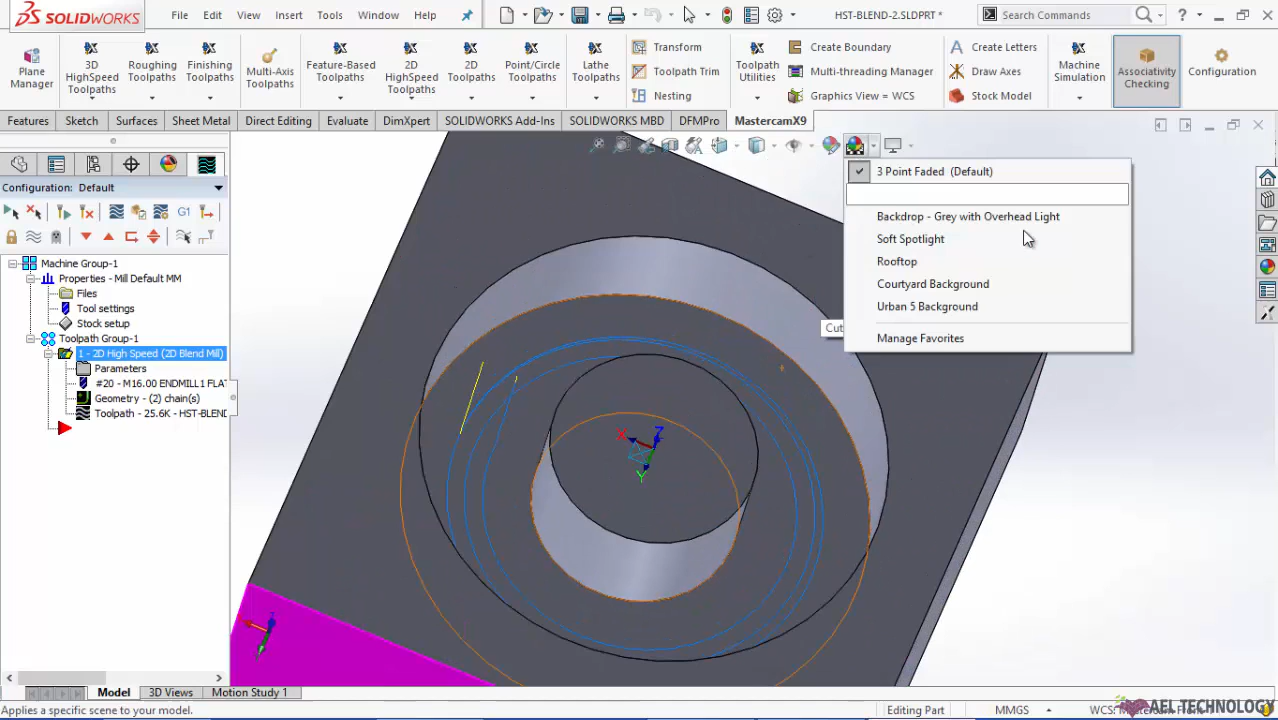 SOLIDWORKS
File Edit View Insert Tools Window Help
HST-BLEND-2.SLDPRT *
Search Commands
?
Plane Manager
3D HighSpeed Toolpaths
Roughing Toolpaths
Finishing Toolpaths
Multi-Axis Toolpaths
Feature-Based Toolpaths
2D HighSpeed Toolpaths
2D Toolpaths
Point/Circle Toolpaths
Lathe Toolpaths
Transform
Toolpath Trim
Nesting
Toolpath Utilities
Create Boundary
Multi-threading Manager
Graphics View = WCS
Create Letters
Draw Axes
Stock Model
Machine Simulation
Associativity Checking
Configuration
Features Sketch Surfaces Sheet Metal Direct Editing Evaluate DimXpert SOLIDWORKS Add-Ins SOLIDWORKS MBD DFMPro MastercamX9
Configuration: Default
G1
Machine Group-1
Properties - Mill Default MM
Files
Tool settings
Stock setup
Toolpath Group-1
1 - 2D High Speed (2D Blend Mill)
Parameters
#20 - M16.00 ENDMILL1 FLAT
Geometry - (2) chain(s)
Toolpath - 25.6K - HST-BLEND
3 Point Faded (Default)
Backdrop - Grey with Overhead Light
Soft Spotlight
Rooftop
Courtyard Background
Urban 5 Background
Manage Favorites
Cut
X
Z
Y
Model 3D Views Motion Study 1
Applies a specific scene to your model.
Editing Part
MMGS
WCS:
AEL TECHNOLOGY